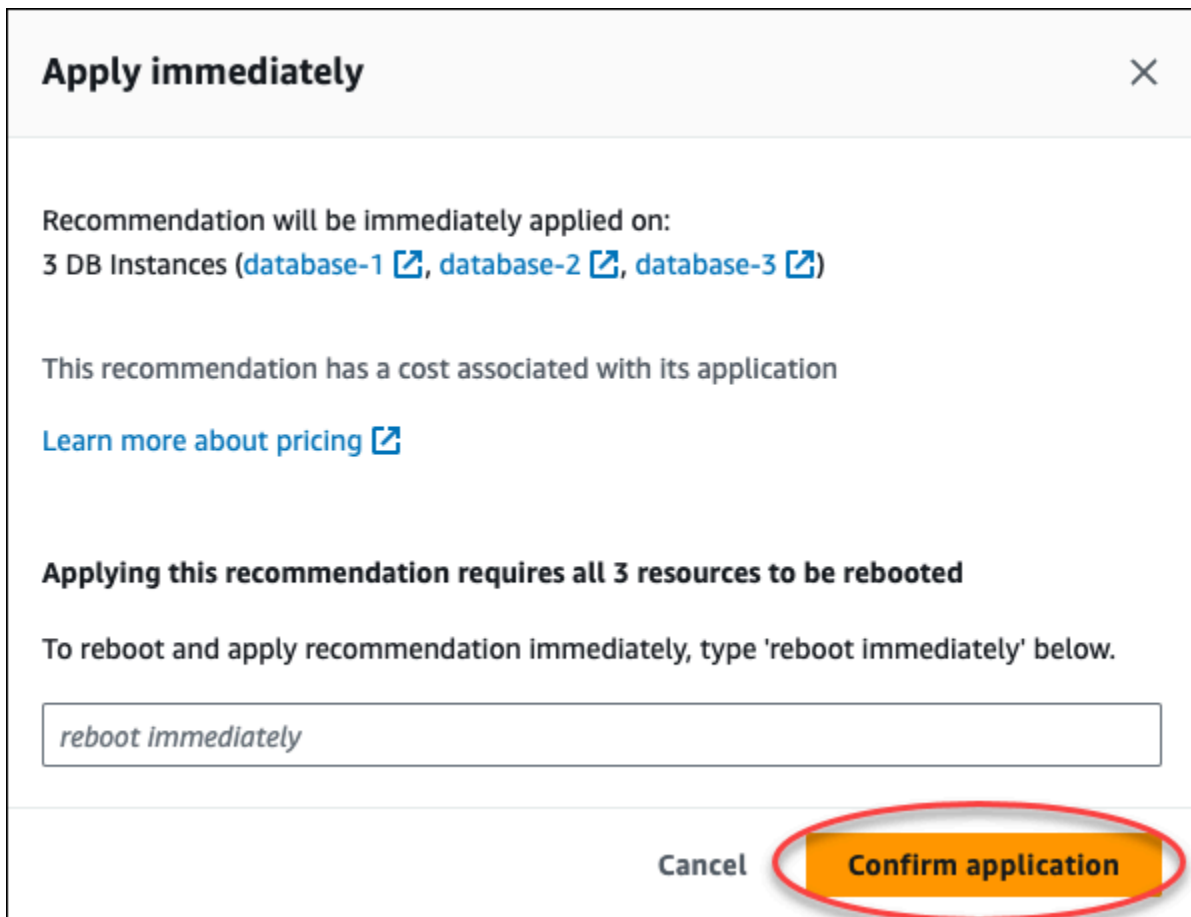 Apply immediately
Recommendation will be immediately applied on:
3 DB Instances (database-1, database-2, database-3)
This recommendation has a cost associated with its application
Learn more about pricing
Applying this recommendation requires all 3 resources to be rebooted
To reboot and apply recommendation immediately, type 'reboot immediately' below.
reboot immediately
Cancel Confirm application